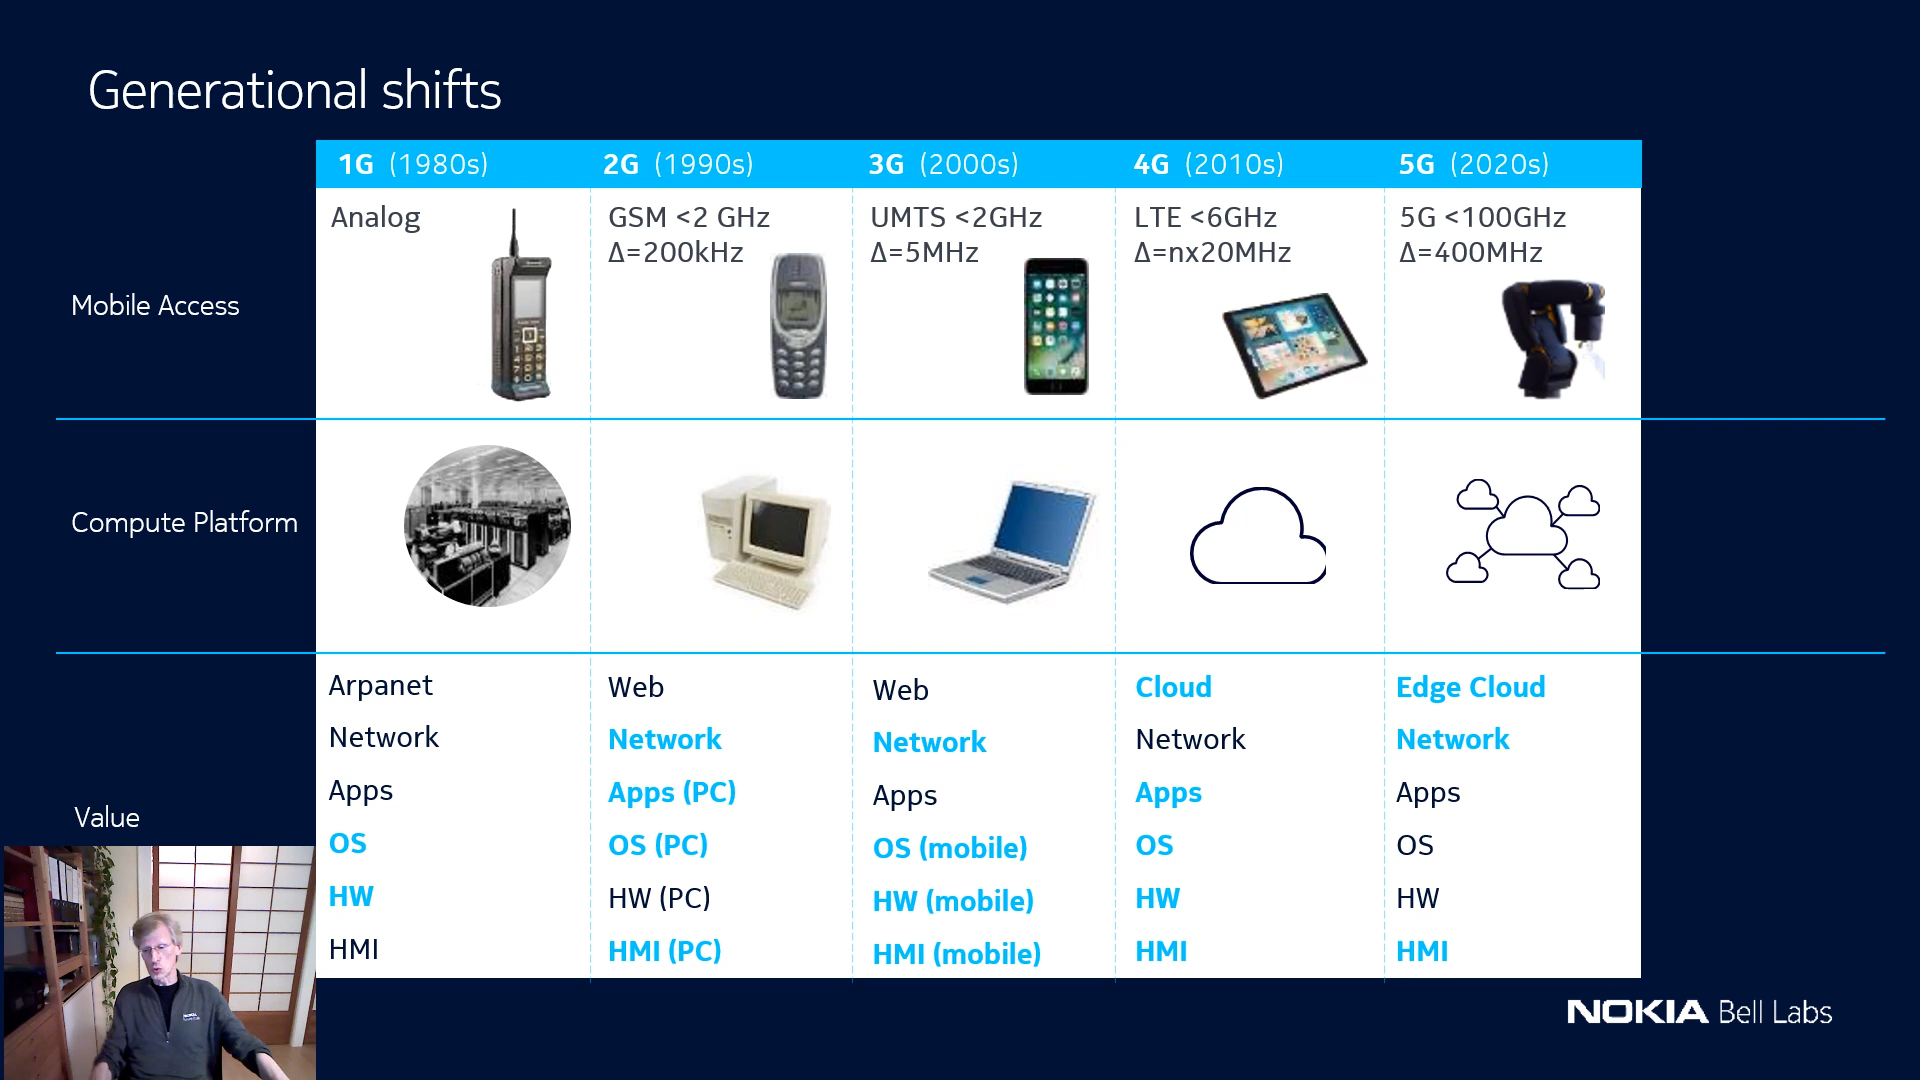 Generational shifts
1G (1980s)
2G (1990s)
3G (2000s)
4G (2010s)
5G (2020s)
Mobile Access
Analog
GSM <2 GHz
Δ=200kHz
UMTS <2GHz
Δ=5MHz
LTE <6GHz
Δ=nx20MHz
5G <100GHz
Δ=400MHz
Compute Platform
Value
Arpanet
Network
Apps
OS
HW
HMI
Web
Network
Apps (PC)
OS (PC)
HW (PC)
HMI (PC)
Web
Network
Apps
OS (mobile)
HW (mobile)
HMI (mobile)
Cloud
Network
Apps
OS
HW
HMI
Edge Cloud
Network
Apps
OS
HW
HMI
NOKIA Bell Labs